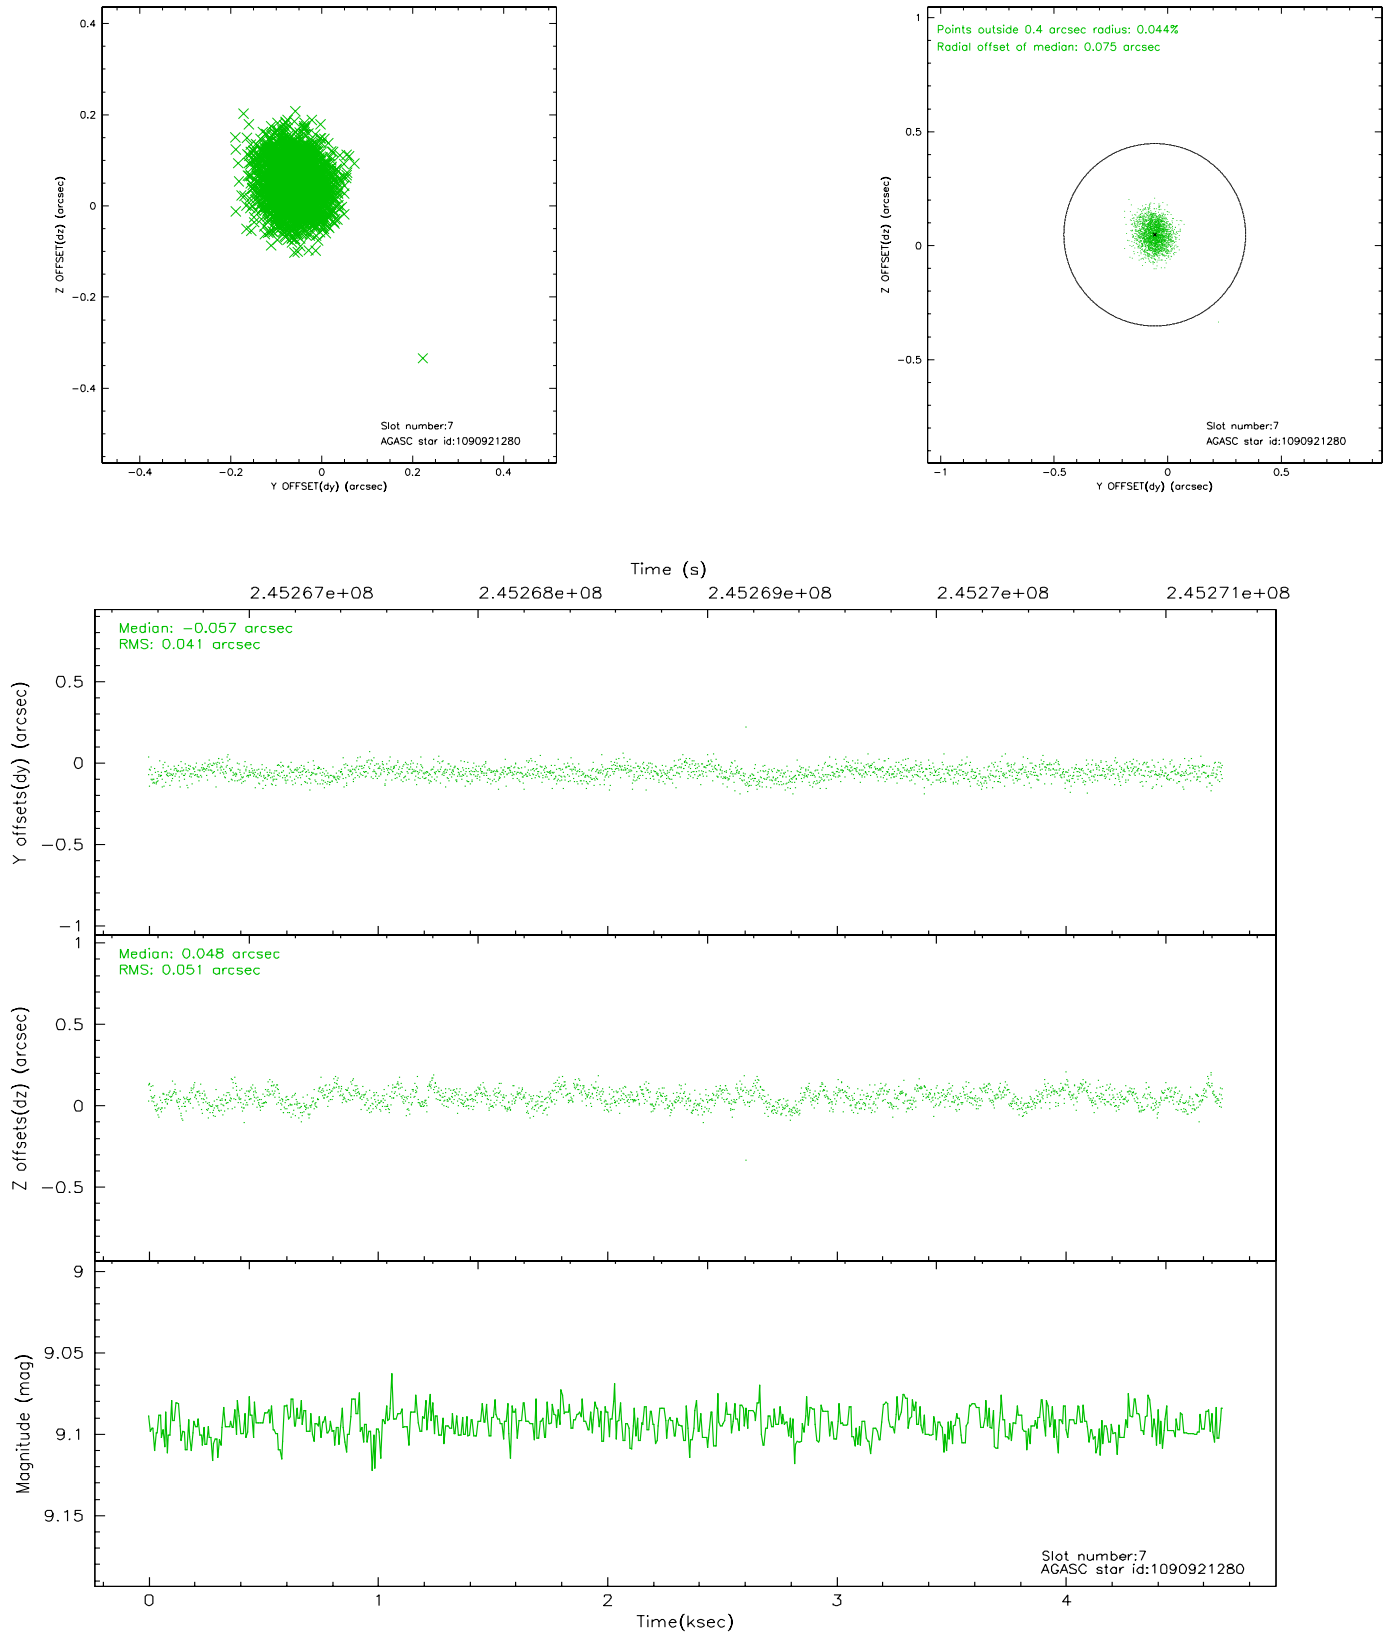 0.4
0.2
0
−0.2
−0.4
Z OFFSET(dz) (arcsec)
Slot number:7
AGASC star id:1090921280
−0.4 −0.2 0 0.2 0.4
Y OFFSET(dy) (arcsec)
Points outside 0.4 arcsec radius: 0.044%
Radial offset of median: 0.075 arcsec
1
0.5
0
−0.5
Z OFFSET(dz) (arcsec)
Slot number:7
AGASC star id:1090921280
−1 −0.5 0 0.5
Y OFFSET(dy) (arcsec)
Time (s)
2.45267e+08 2.45268e+08 2.45269e+08 2.4527e+08 2.45271e+08
Median: −0.057 arcsec
RMS: 0.041 arcsec
0.5
0
−0.5
−1
Y offsets(dy) (arcsec)
Median: 0.048 arcsec
RMS: 0.051 arcsec
1
0.5
0
−0.5
Z offsets(dz) (arcsec)
9
9.05
9.1
9.15
Magnitude (mag)
Slot number:7
AGASC star id:1090921280
0 1 2 3 4
Time(ksec)